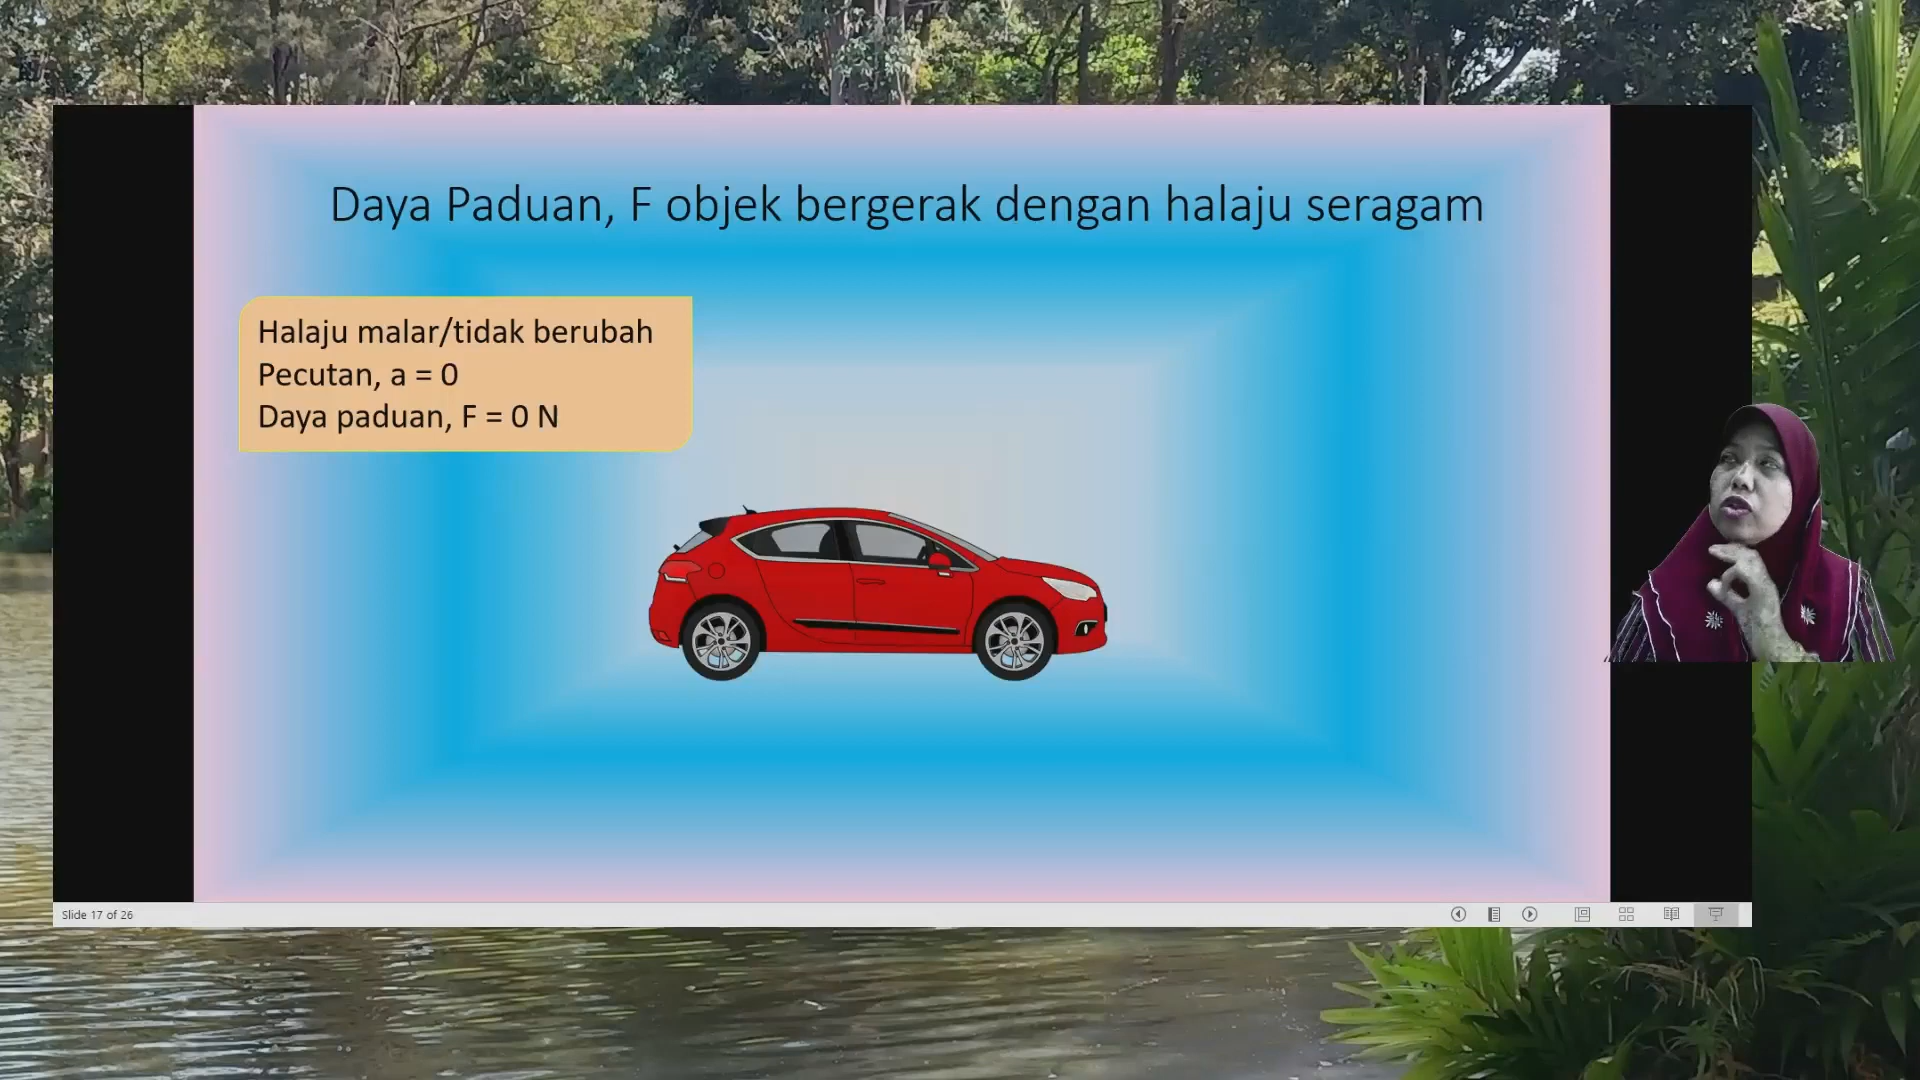 Daya Paduan, F objek bergerak dengan halaju seragam
Halaju malar/tidak berubah
Pecutan, a = 0
Daya paduan, F = 0 N
Slide 17 of 26